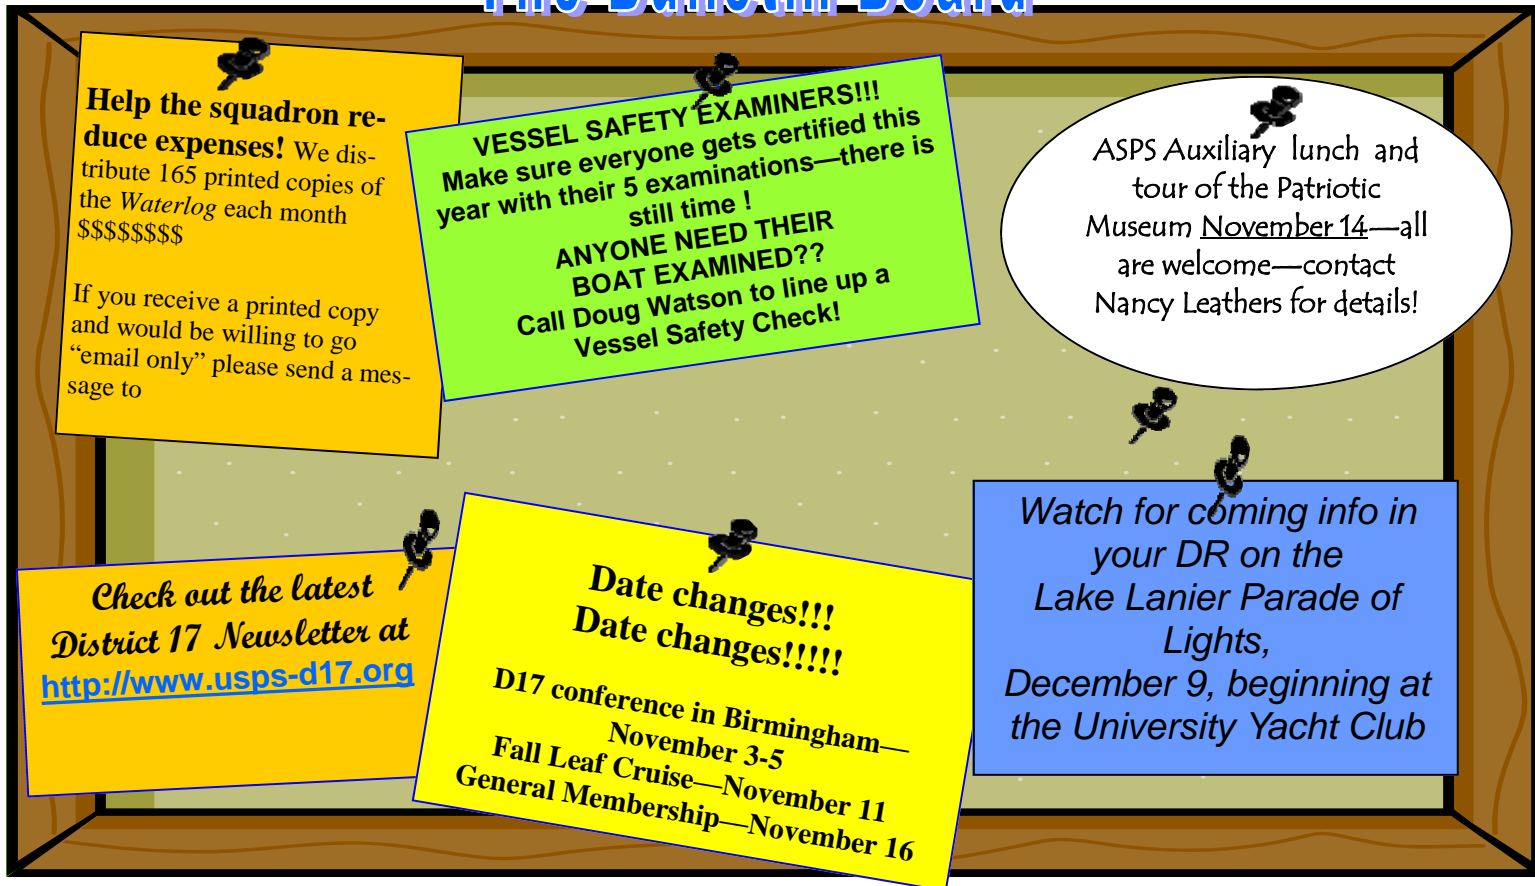 The Bulletin Board
Help the squadron re-
duce expenses! We dis-
tribute 165 printed copies of
the Waterlog each month
$$$$$$$$
If you receive a printed copy
and would be willing to go
“email only” please send a mes-
sage to
VESSEL SAFETY EXAMINERS!!!
Make sure everyone gets certified this
year with their 5 examinations—there is
still time !
ANYONE NEED THEIR
BOAT EXAMINED??
Call Doug Watson to line up a
Vessel Safety Check!
ASPS Auxiliary lunch and
tour of the Patriotic
Museum November 14—all
are welcome—contact
Nancy Leathers for details!
Check out the latest
District 17 Newsletter at
http://www.usps-d17.org
Date changes!!!
Date changes!!!!!
D17 conference in Birmingham—
November 3-5
Fall Leaf Cruise—November 11
General Membership—November 16
Watch for coming info in
your DR on the
Lake Lanier Parade of
Lights,
December 9, beginning at
the University Yacht Club